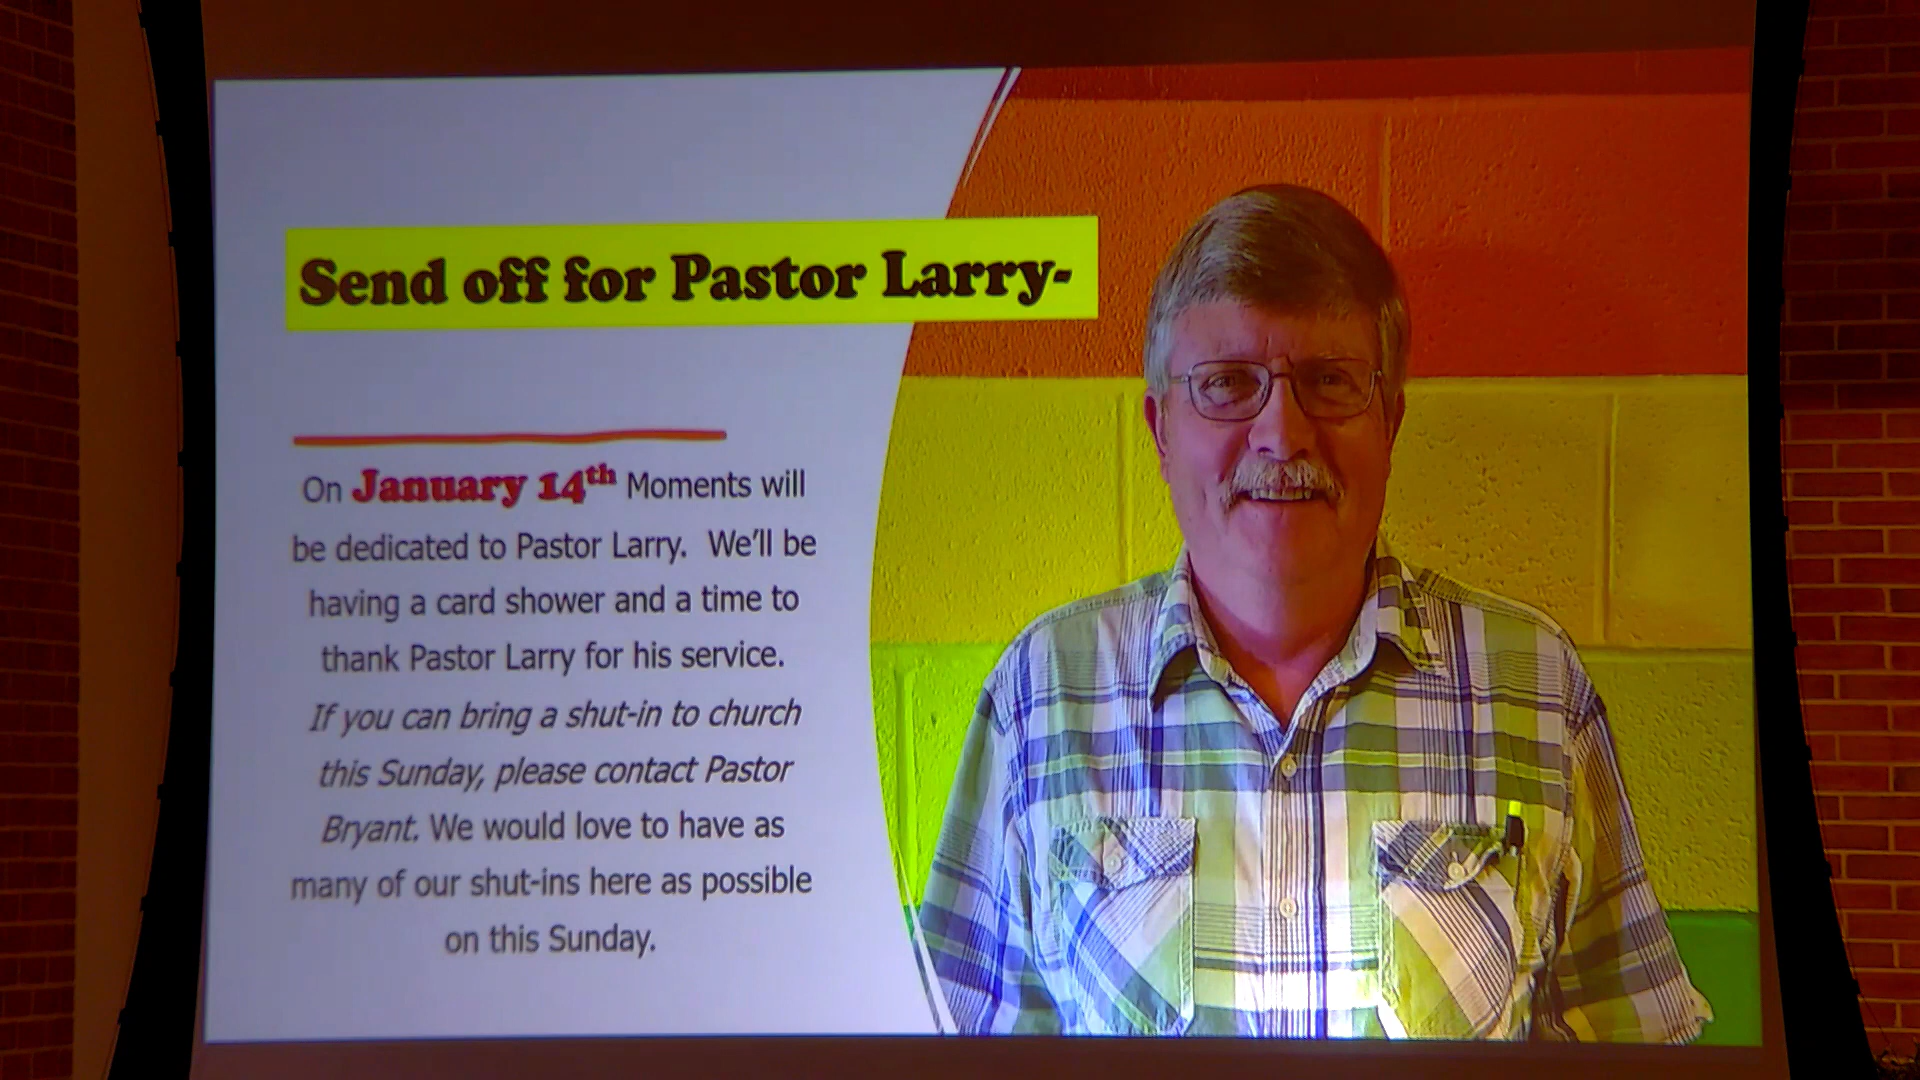 Send off for Pastor Larry-
On January 14th Moments will
be dedicated to Pastor Larry. We'll be
having a card shower and a time to
thank Pastor Larry for his service.
If you can bring a shut-in to church
this Sunday, please contact Pastor
Bryant. We would love to have as
many of our shut-ins here as possible
on this Sunday.